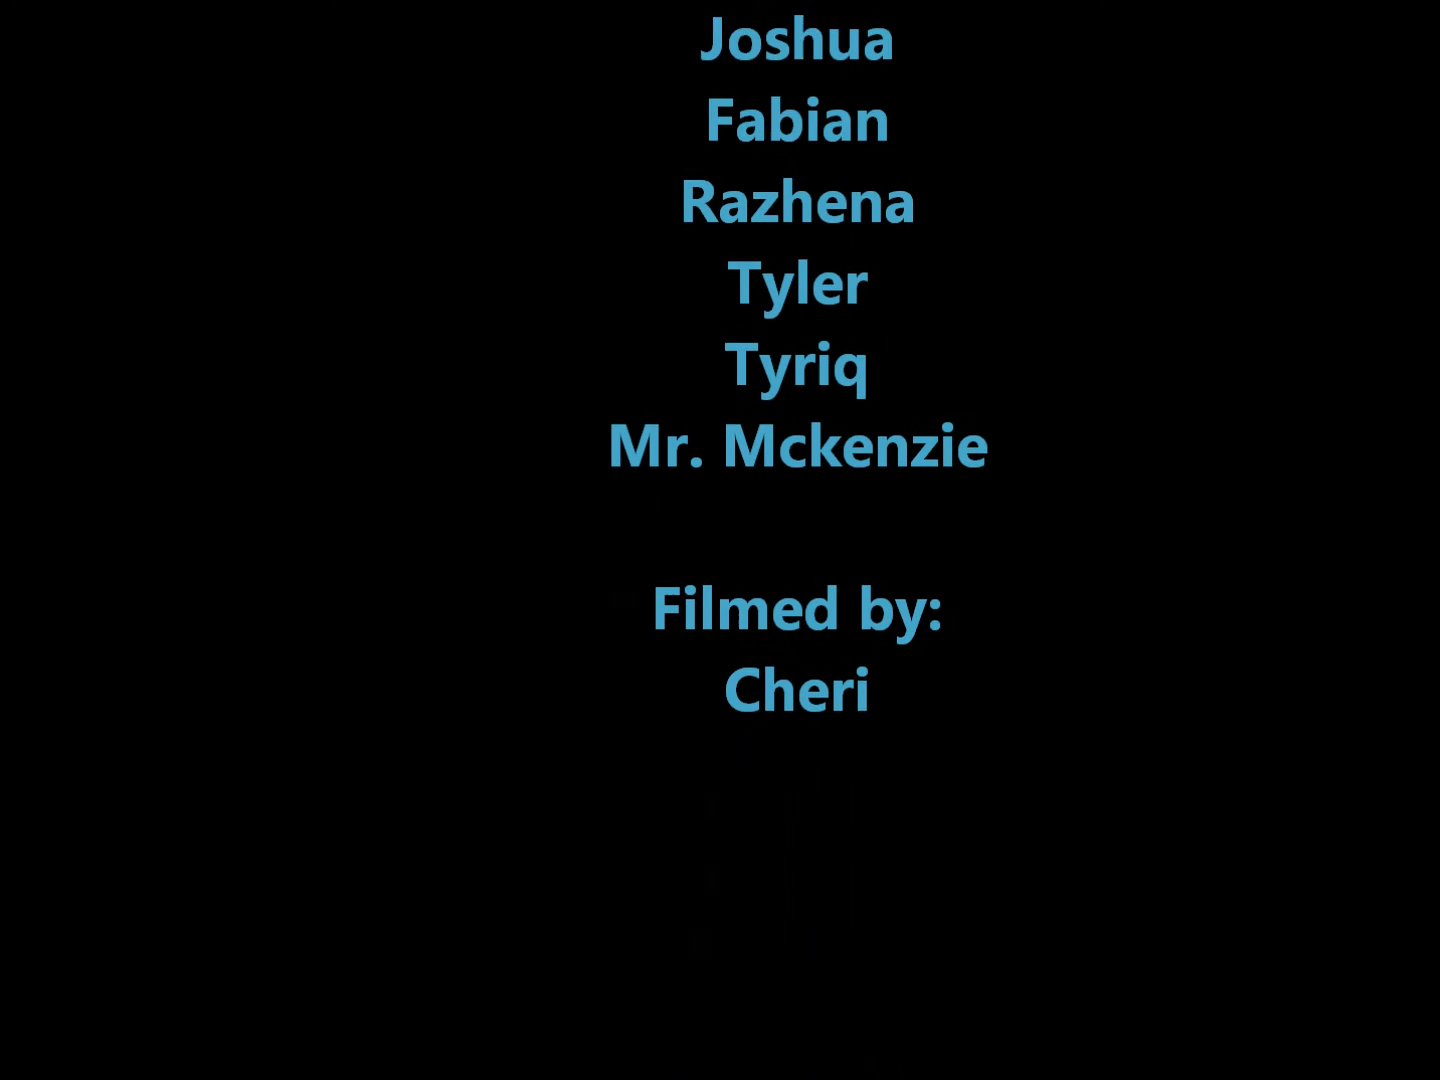 Joshua
Fabian
Razhena
Tyler
Tyriq
Mr. Mckenzie
Filmed by:
Cheri